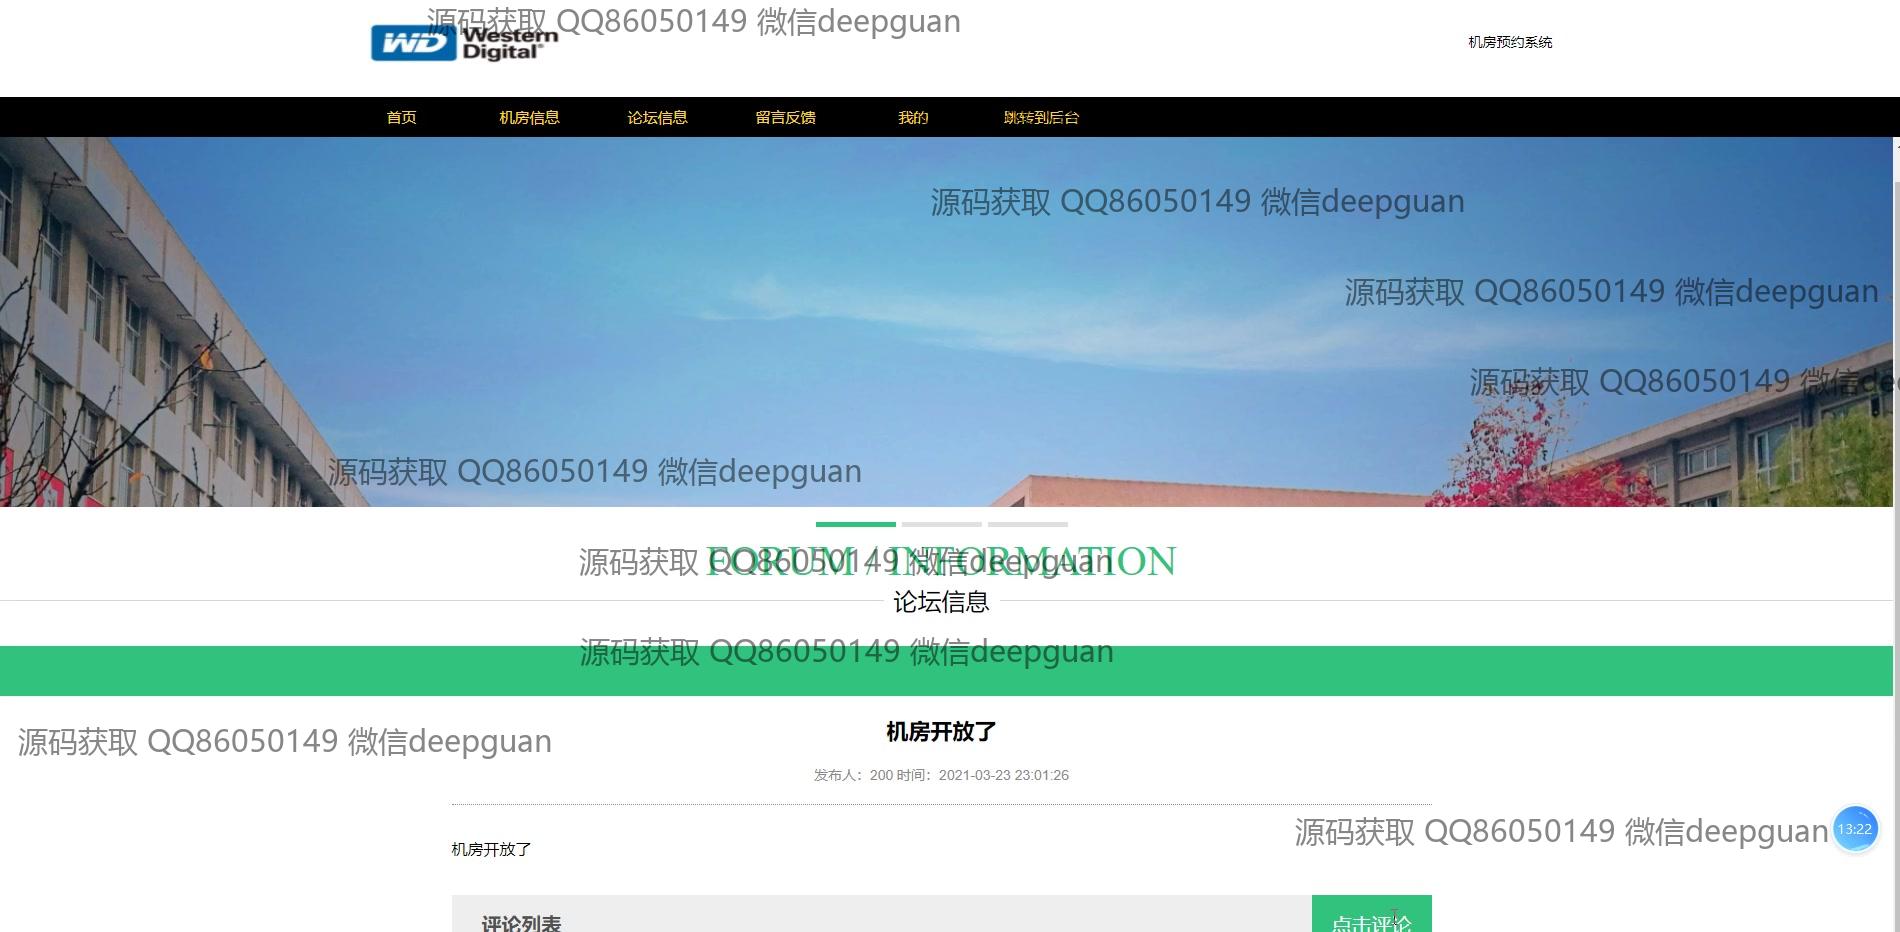 源码获取 QQ86050149 微信deepguan
WD Western Digital
机房预约系统
首页 机房信息 论坛信息 留言反馈 我的 跳转到后台
源码获取 QQ86050149 微信deepguan
源码获取 QQ86050149 微信deepguan
源码获取 QQ86050149 微信dee
源码获取 QQ86050149 微信deepguan
源码获取 QQ86050149 微信deepguan
FORUM / INFORMATION
论坛信息
源码获取 QQ86050149 微信deepguan
机房开放了
源码获取 QQ86050149 微信deepguan
发布人：200 时间：2021-03-23 23:01:26
源码获取 QQ86050149 微信deepguan
13:22
机房开放了
评论列表
点击评论